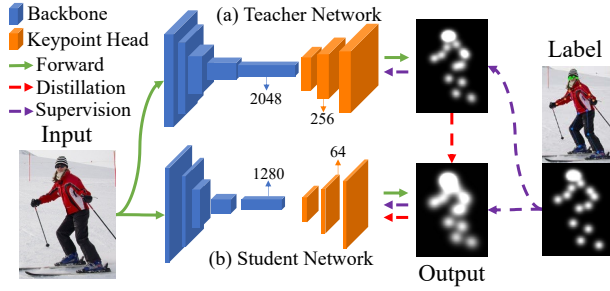 Backbone
Keypoint Head
Forward
Distillation
Supervision
Input
(a) Teacher Network
2048
256
Label
1280
64
(b) Student Network
Output